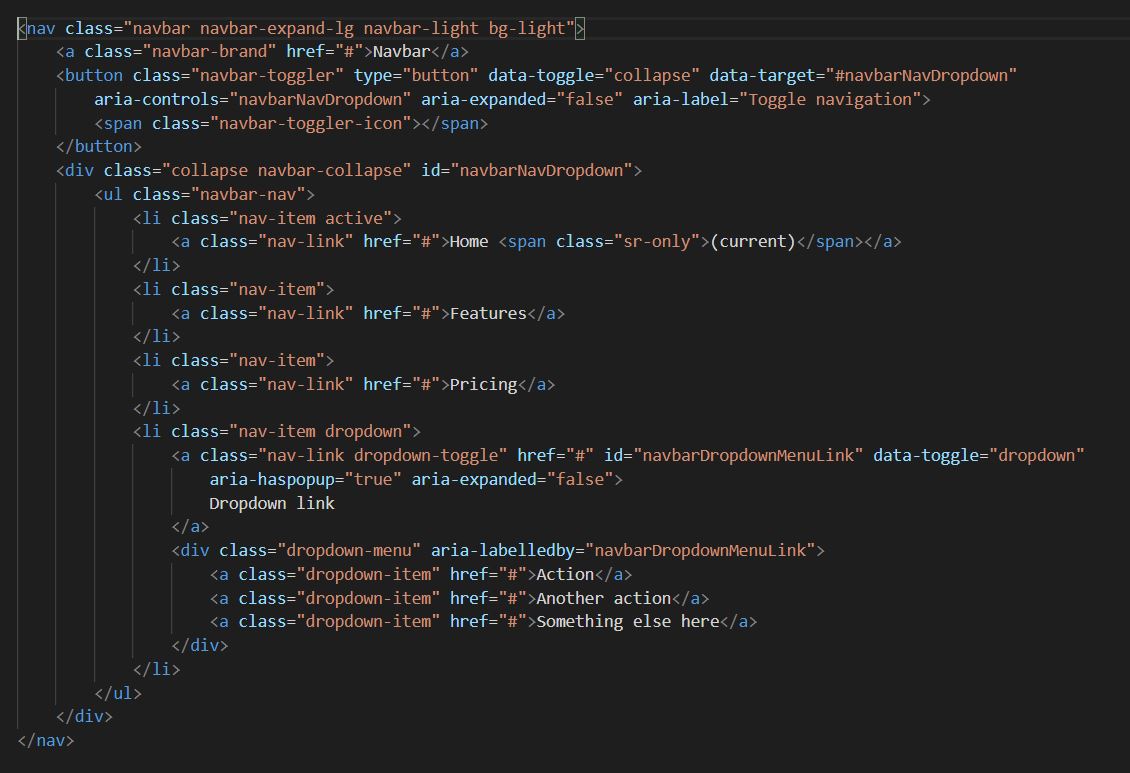 <nav class="navbar navbar-expand-lg navbar-light bg-light">
    <a class="navbar-brand" href="#">Navbar</a>
    <button class="navbar-toggler" type="button" data-toggle="collapse" data-target="#navbarNavDropdown"
        aria-controls="navbarNavDropdown" aria-expanded="false" aria-label="Toggle navigation">
        <span class="navbar-toggler-icon"></span>
    </button>
    <div class="collapse navbar-collapse" id="navbarNavDropdown">
        <ul class="navbar-nav">
            <li class="nav-item active">
                <a class="nav-link" href="#">Home <span class="sr-only">(current)</span></a>
            </li>
            <li class="nav-item">
                <a class="nav-link" href="#">Features</a>
            </li>
            <li class="nav-item">
                <a class="nav-link" href="#">Pricing</a>
            </li>
            <li class="nav-item dropdown">
                <a class="nav-link dropdown-toggle" href="#" id="navbarDropdownMenuLink" data-toggle="dropdown"
                    aria-haspopup="true" aria-expanded="false">
                    Dropdown link
                </a>
                <div class="dropdown-menu" aria-labelledby="navbarDropdownMenuLink">
                    <a class="dropdown-item" href="#">Action</a>
                    <a class="dropdown-item" href="#">Another action</a>
                    <a class="dropdown-item" href="#">Something else here</a>
                </div>
            </li>
        </ul>
    </div>
</nav>